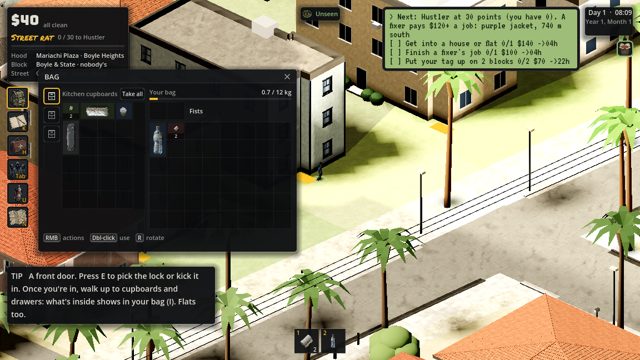 $40 all clean
STREET RAT 0 / 30 to Hustler
Hood Mariachi Plaza · Boyle Heights
Block Boyle & State · nobody's
Street
BAG
Kitchen cupboards Take all
Your bag 0.7 / 12 kg
Fists
2
2
RMB actions Dbl-click use R rotate
TIP A front door. Press E to pick the lock or kick it
in. Once you're in, walk up to cupboards and
drawers: what's inside shows in your bag (I). Flats
too.
Unseen
> Next: Hustler at 30 points (you have 0). A
fixer pays $120+ a job: purple jacket, 740 m
south
[ ] Get into a house or flat 0/1 $140 ->04h
[ ] Finish a fixer's job 0/1 $100 ->04h
[ ] Put your tag up on 2 blocks 0/2 $70 ->22h
Day 1 · 08:09
Year 1, Month 1
H
Tab
U
1
2
2